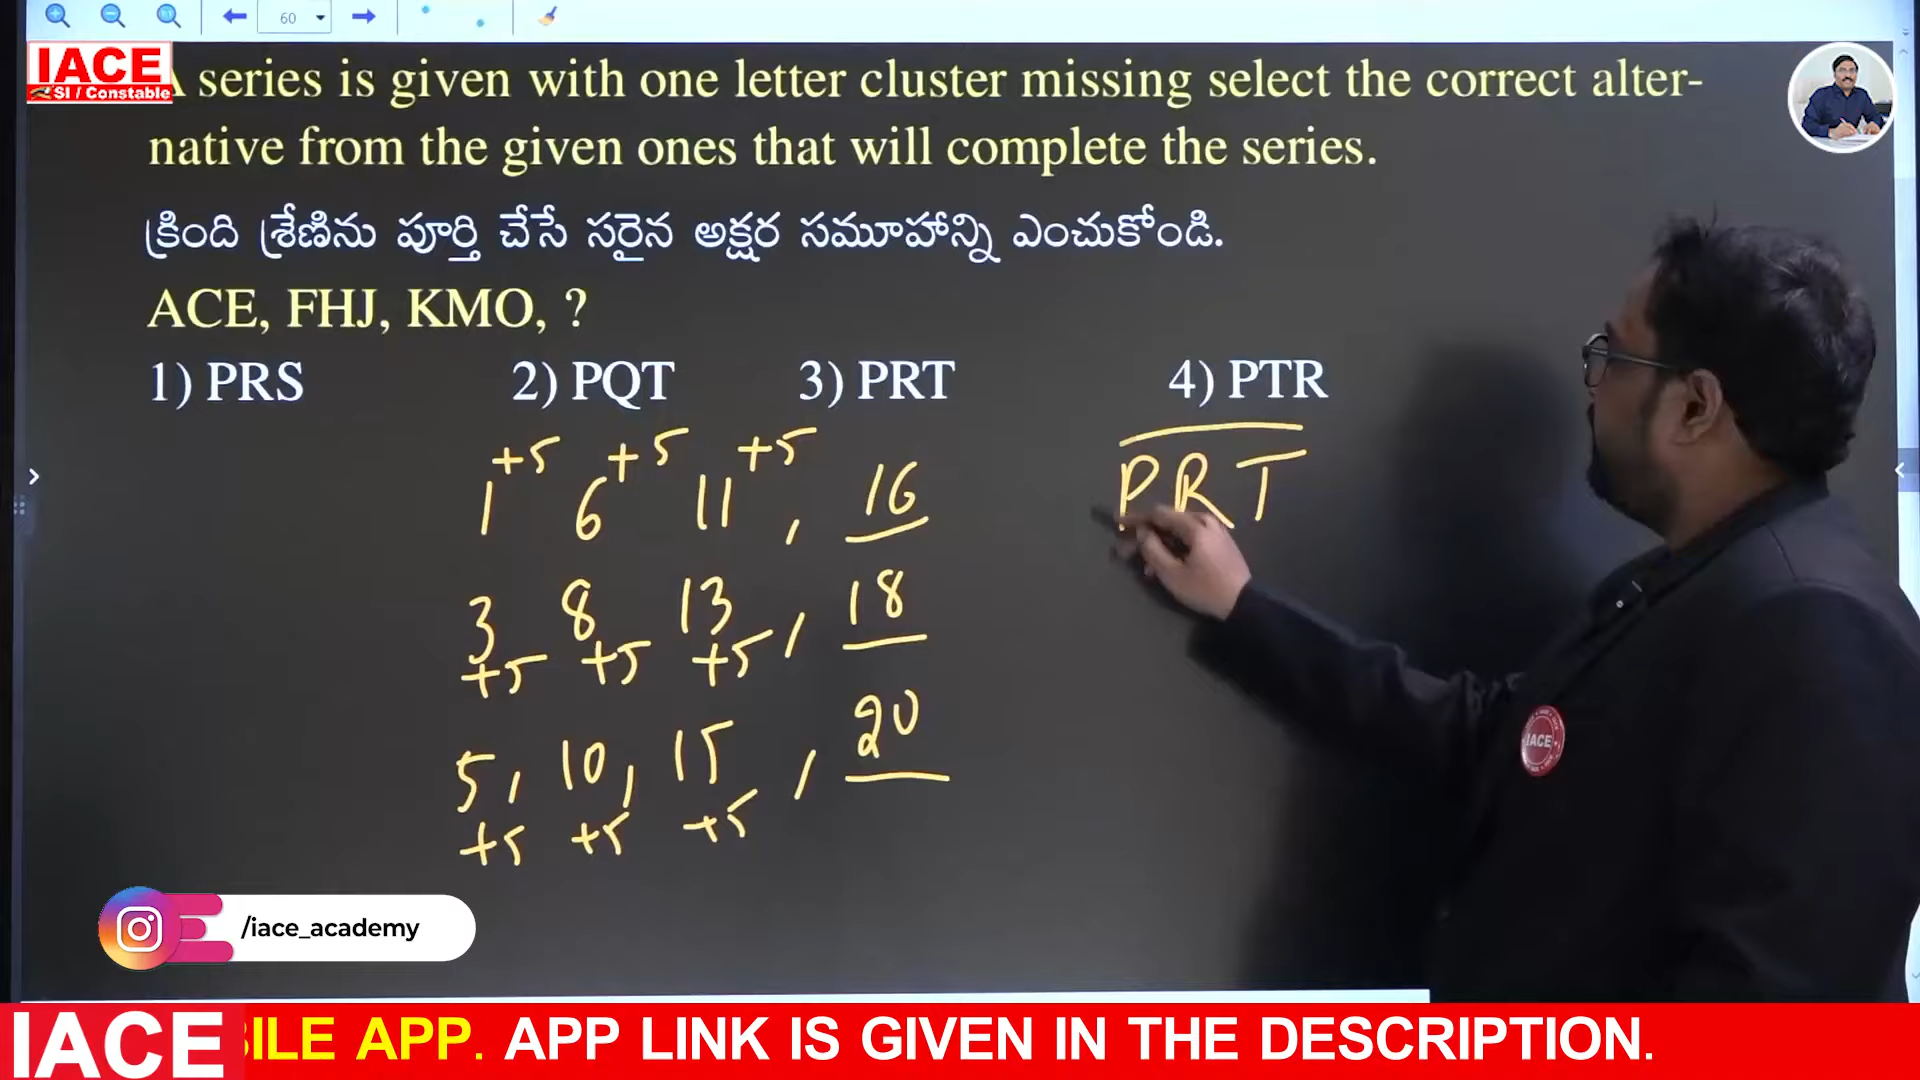 60
IACE
SI / Constable
A series is given with one letter cluster missing select the correct alter-
native from the given ones that will complete the series.
క్రింది శ్రేణిను పూర్తి చేసే సరైన అక్షర సమూహాన్ని ఎంచుకోండి.
ACE, FHJ, KMO, ?
1) PRS 2) PQT 3) PRT 4) PTR
+5 +5 +5
1 6 11 , 16
PRT
3 8 13 , 18
+5 +5 +5
5, 10, 15 , 20
+5 +5 +5
IACE
/iace_academy
IACE BILE APP. APP LINK IS GIVEN IN THE DESCRIPTION.